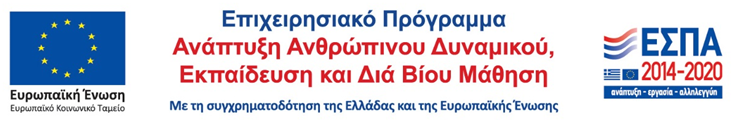 Ευρωπαϊκή Ένωση
Ευρωπαϊκό Κοινωνικό Ταμείο
Επιχειρησιακό Πρόγραμμα
Ανάπτυξη Ανθρώπινου Δυναμικού,
Εκπαίδευση και Διά Βίου Μάθηση
Με τη συγχρηματοδότηση της Ελλάδας και της Ευρωπαϊκής Ένωσης
ΕΣΠΑ
2014-2020
ανάπτυξη - εργασία - αλληλεγγύη